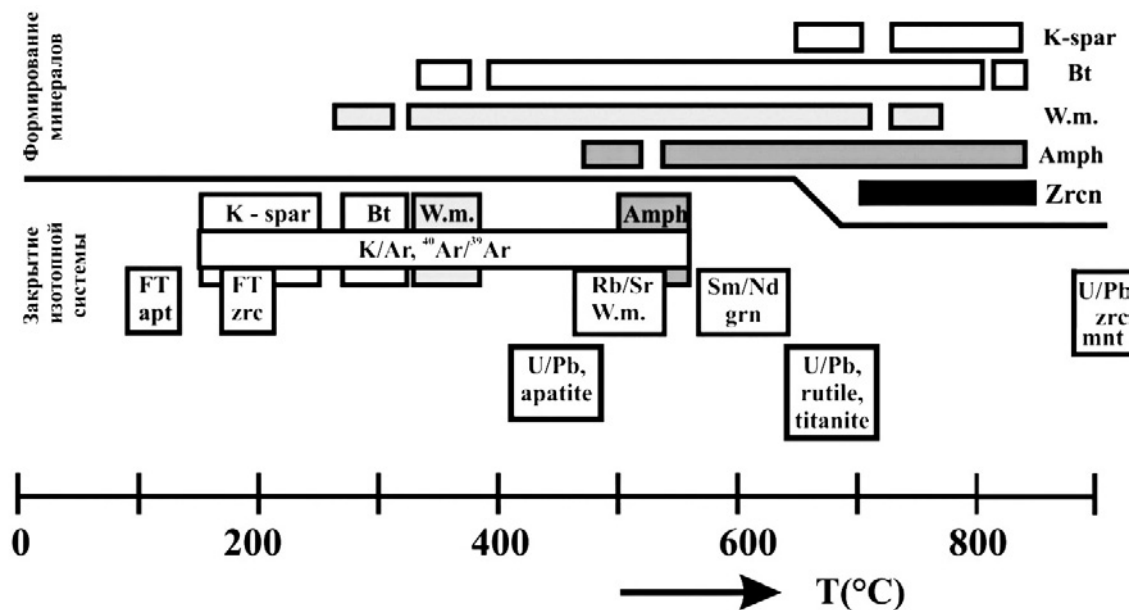 Формирование
минералов
K-spar
Bt
W.m.
Amph
Zrcn
Закрытие
изотопной
системы
K - spar
Bt
W.m.
Amph
K/Ar, ⁴⁰Ar/³⁹Ar
FT
apt
FT
zrc
Rb/Sr
W.m.
Sm/Nd
grn
U/Pb
zrc
mnt
U/Pb,
apatite
U/Pb,
rutile,
titanite
0
200
400
600
800
T(°C)